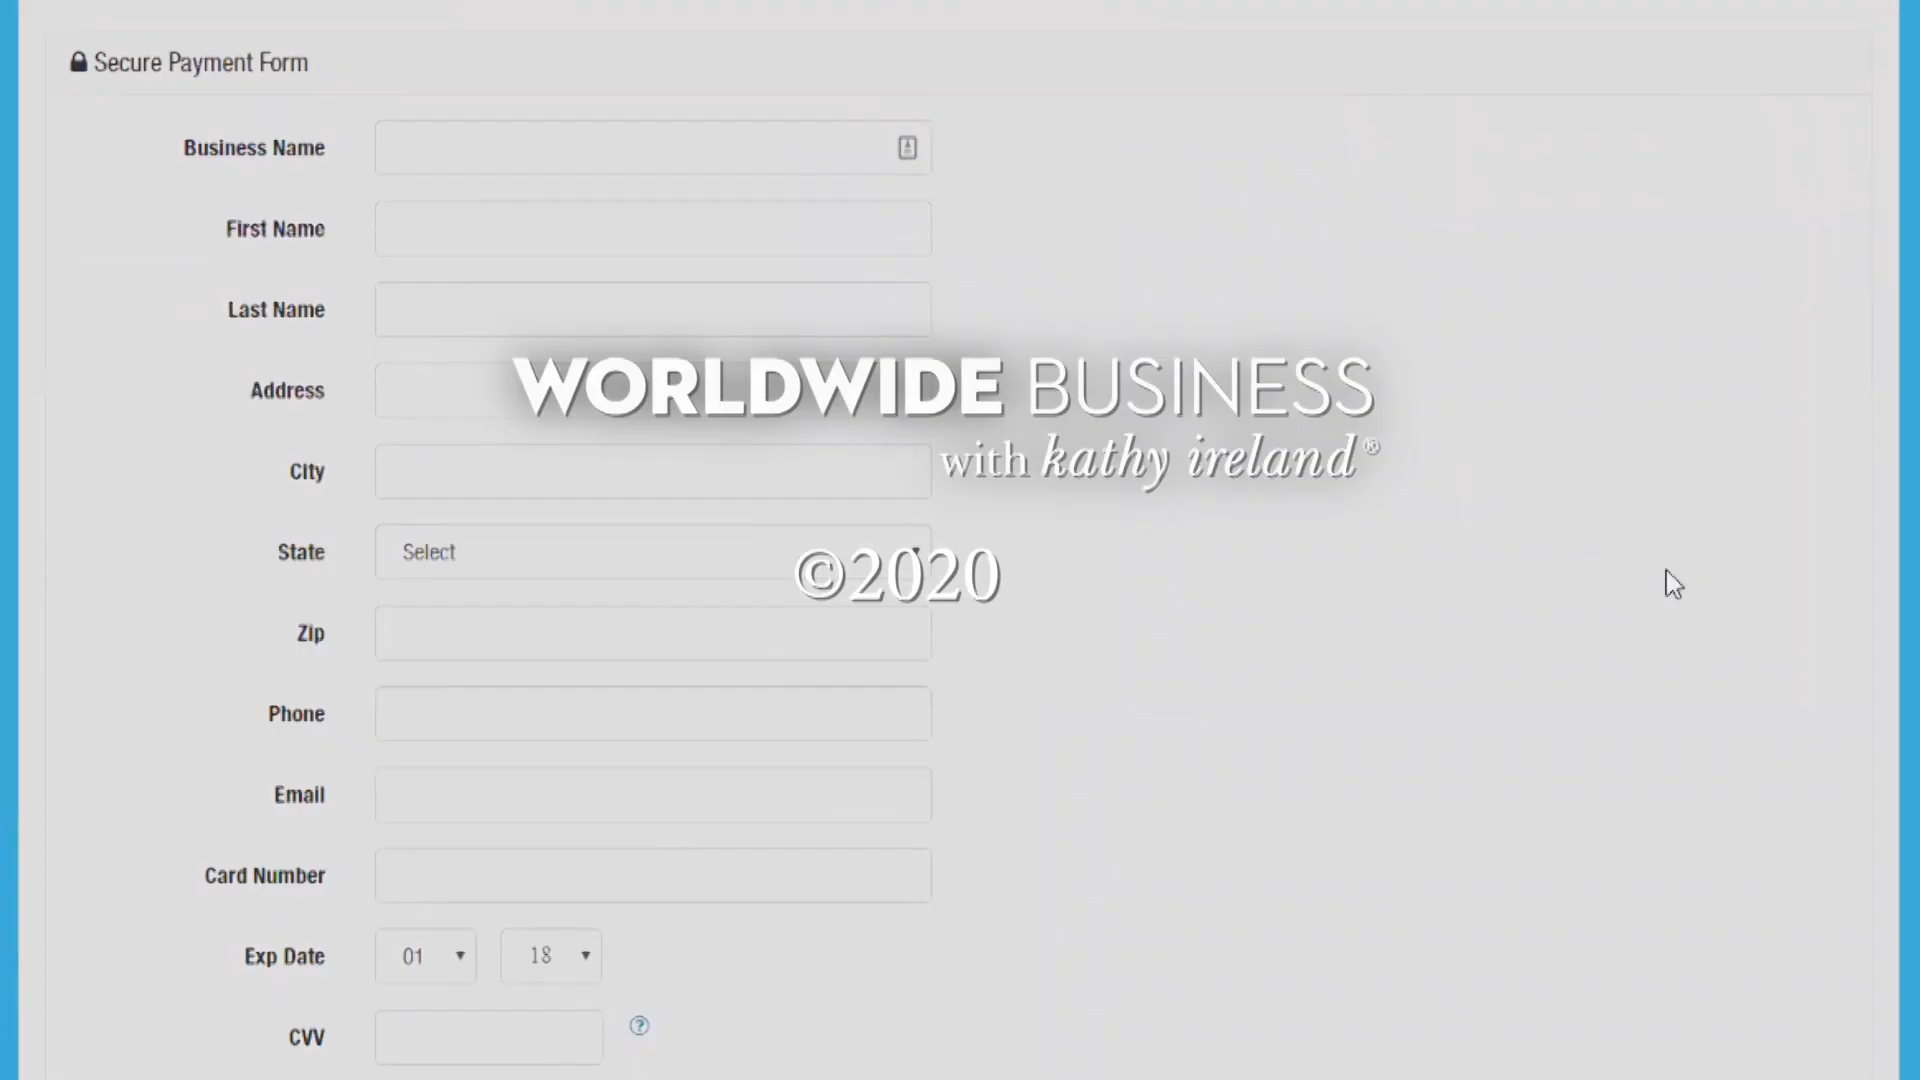 Secure Payment Form
Business Name
First Name
Last Name
WORLDWIDE BUSINESS
Address
with kathy ireland®
City
State Select
©2020
Zip
Phone
Email
Card Number
Exp Date 01 18
CVV ?